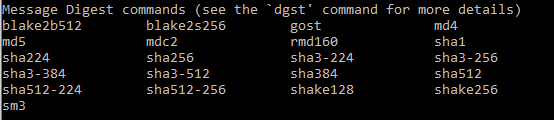 Message Digest commands (see the `dgst' command for more details)
blake2b512 blake2s256 gost md4
md5 mdc2 rmd160 sha1
sha224 sha256 sha3-224 sha3-256
sha3-384 sha3-512 sha384 sha512
sha512-224 sha512-256 shake128 shake256
sm3